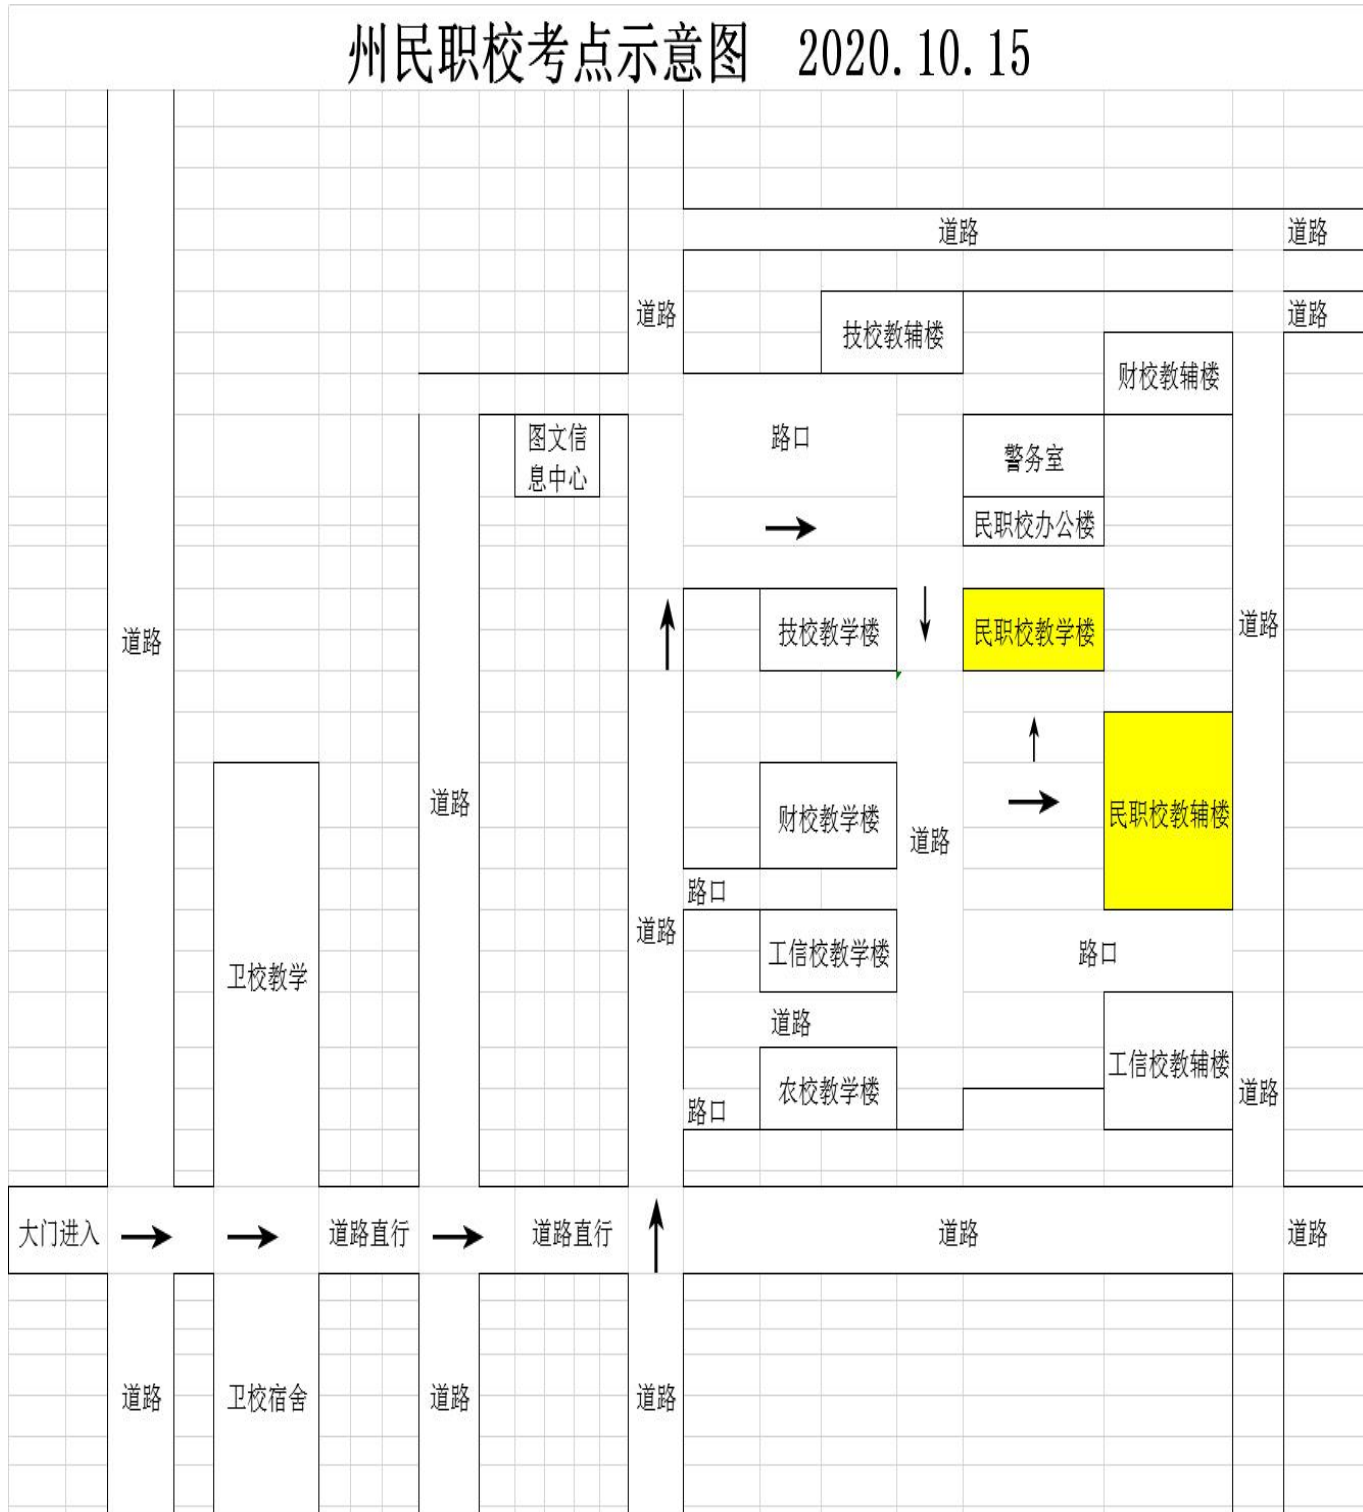 州民职校考点示意图 2020.10.15
道路
道路
道路
道路
技校教辅楼
财校教辅楼
图文信
息中心
路口
警务室
民职校办公楼
道路
技校教学楼
民职校教学楼
道路
道路
财校教学楼
道路
民职校教辅楼
路口
道路
工信校教学楼
路口
卫校教学
道路
工信校教辅楼
农校教学楼
路口
道路
大门进入
道路直行
道路直行
道路
道路
道路
卫校宿舍
道路
道路